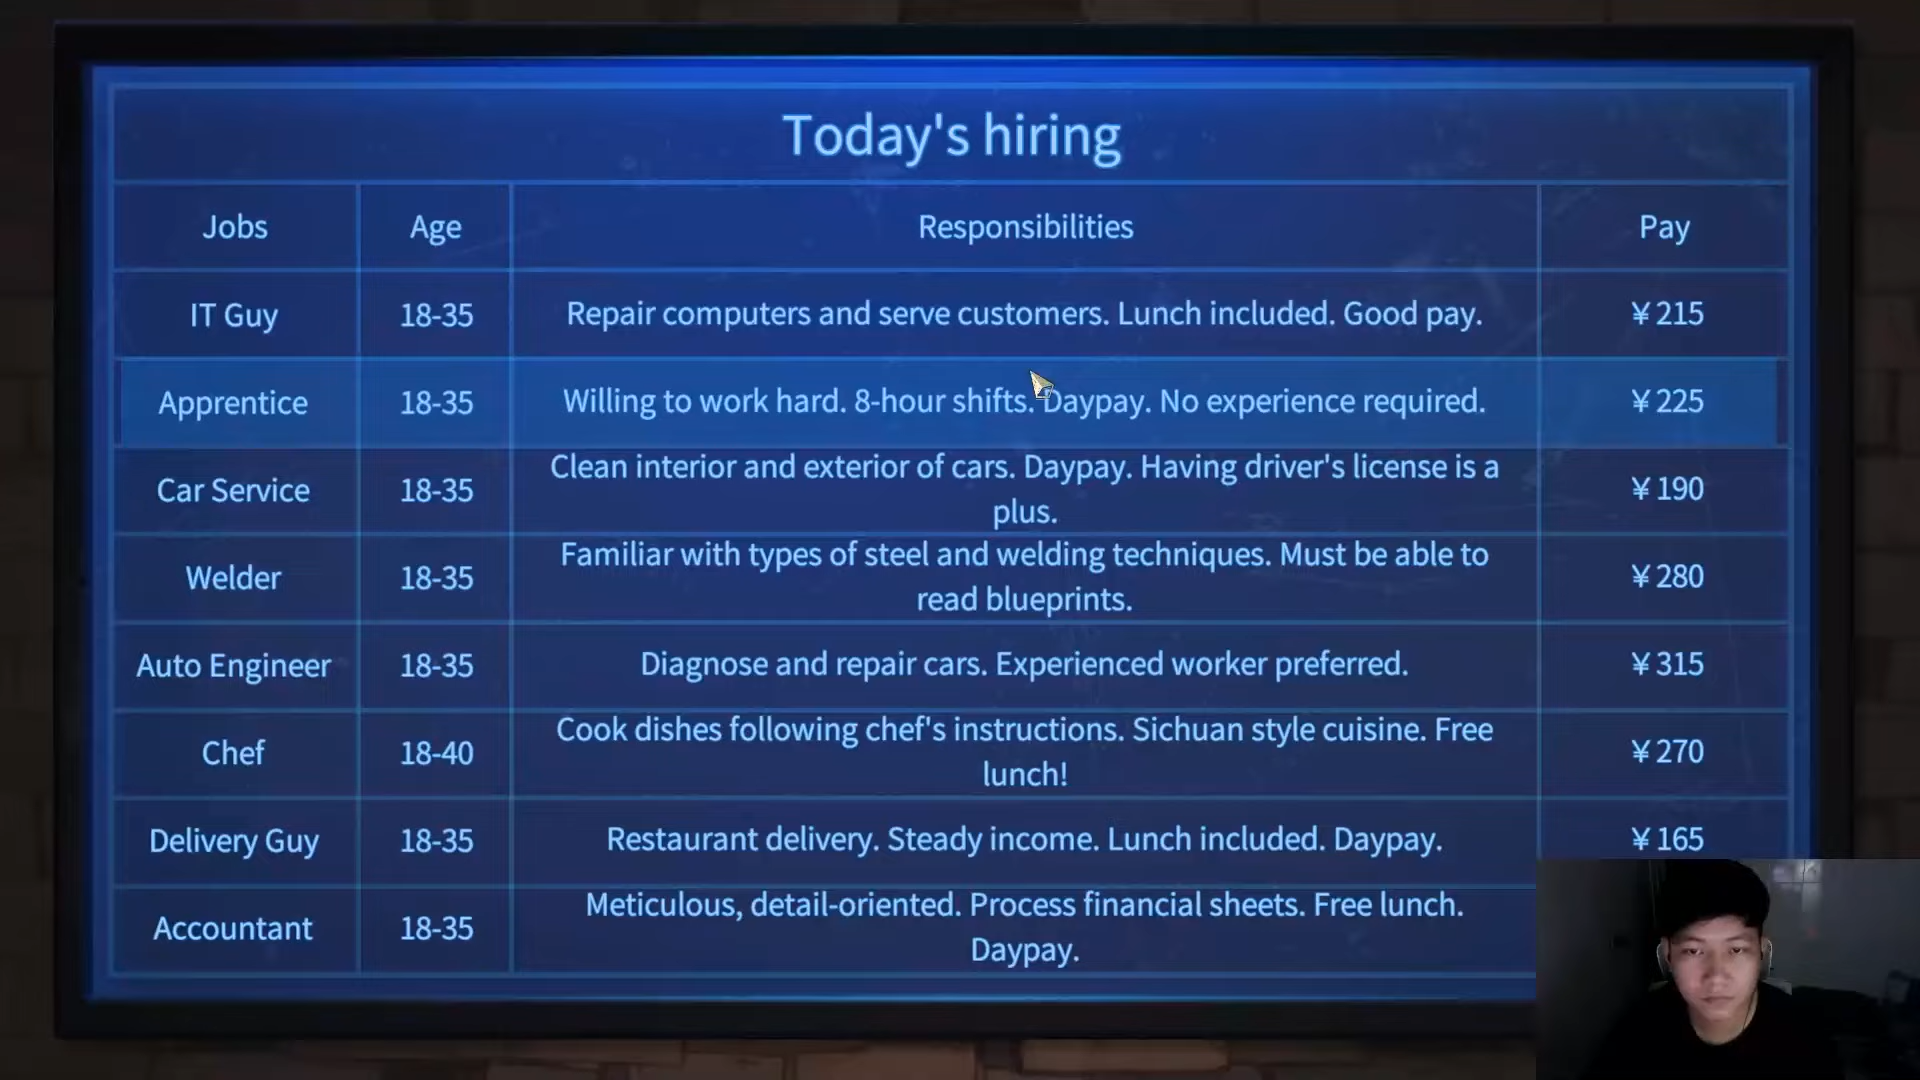 Today's hiring
Jobs Age Responsibilities Pay
IT Guy 18-35 Repair computers and serve customers. Lunch included. Good pay. ¥215
Apprentice 18-35 Willing to work hard. 8-hour shifts. Daypay. No experience required. ¥225
Car Service 18-35 Clean interior and exterior of cars. Daypay. Having driver's license is a
plus. ¥190
Welder 18-35 Familiar with types of steel and welding techniques. Must be able to
read blueprints. ¥280
Auto Engineer 18-35 Diagnose and repair cars. Experienced worker preferred. ¥315
Chef 18-40 Cook dishes following chef's instructions. Sichuan style cuisine. Free
lunch! ¥270
Delivery Guy 18-35 Restaurant delivery. Steady income. Lunch included. Daypay. ¥165
Accountant 18-35 Meticulous, detail-oriented. Process financial sheets. Free lunch.
Daypay.